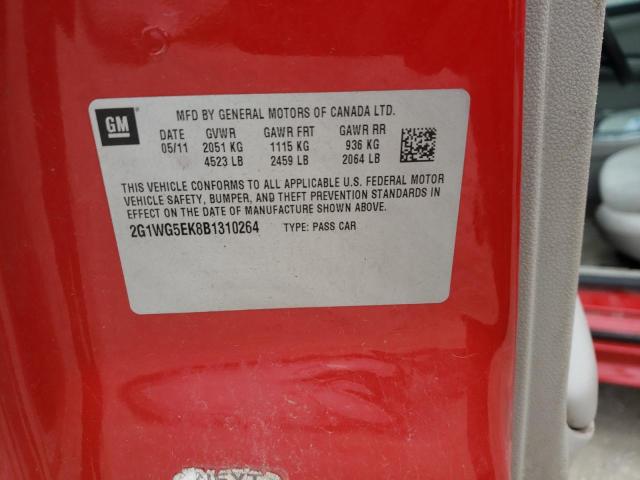 GM
MFD BY GENERAL MOTORS OF CANADA LTD.
DATE GVWR GAWR FRT GAWR RR
05/11 2051 KG 1115 KG 936 KG
4523 LB 2459 LB 2064 LB
THIS VEHICLE CONFORMS TO ALL APPLICABLE U.S. FEDERAL MOTOR
VEHICLE SAFETY, BUMPER, AND THEFT PREVENTION STANDARDS IN
EFFECT ON THE DATE OF MANUFACTURE SHOWN ABOVE.
2G1WG5EK8B1310264 TYPE: PASS CAR
NEXT